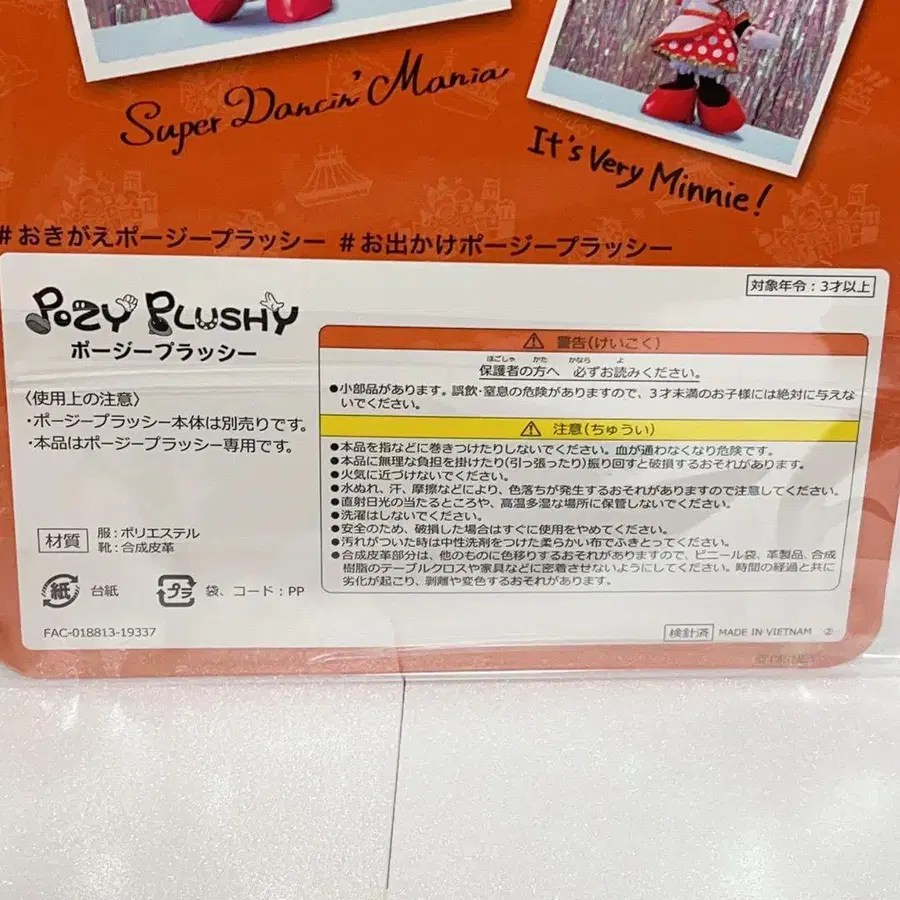 Super Dancin' Mania
It's Very Minnie!
#おきがえポージープラッシー #お出かけポージープラッシー
対象年令:3才以上
POZY PLUSHY
ポージープラッシー
〈使用上の注意〉
・ポージープラッシー本体は別売りです。
・本品はポージープラッシー専用です。
⚠ 警告(けいこく)
ほごしゃ かた かなら よ
保護者の方へ 必ずお読みください。
●小部品があります。誤飲・窒息の危険がありますので、3才未満のお子様には絶対に与えな
いでください。
⚠ 注意(ちゅうい)
●本品を指などに巻きつけたりしないでください。血が通わなくなり危険です。
●本品に無理な負担を掛けたり(引っ張ったり)振り回すと破損するおそれがあります。
●火気に近づけないでください。
●水ぬれ、汗、摩擦などにより、色落ちが発生するおそれがありますので注意してください。
●直射日光の当たるところや、高温多湿な場所に保管しないでください。
●洗濯はしないでください。
●安全のため、破損した場合はすぐに使用をやめてください。
●汚れがついた時は中性洗剤をつけた柔らかい布でふきとってください。
●合成皮革部分は、他のものに色移りするおそれがありますので、ビニール袋、革製品、合成
樹脂のテーブルクロスや家具などに密着させないようにしてください。時間の経過と共に
劣化が起こり、剥離や変色するおそれがあります。
材質 服:ポリエステル
靴:合成皮革
紙 台紙 プラ 袋、コード:PP
FAC-018813-19337
検針済 MADE IN VIETNAM ②
©DISNEY